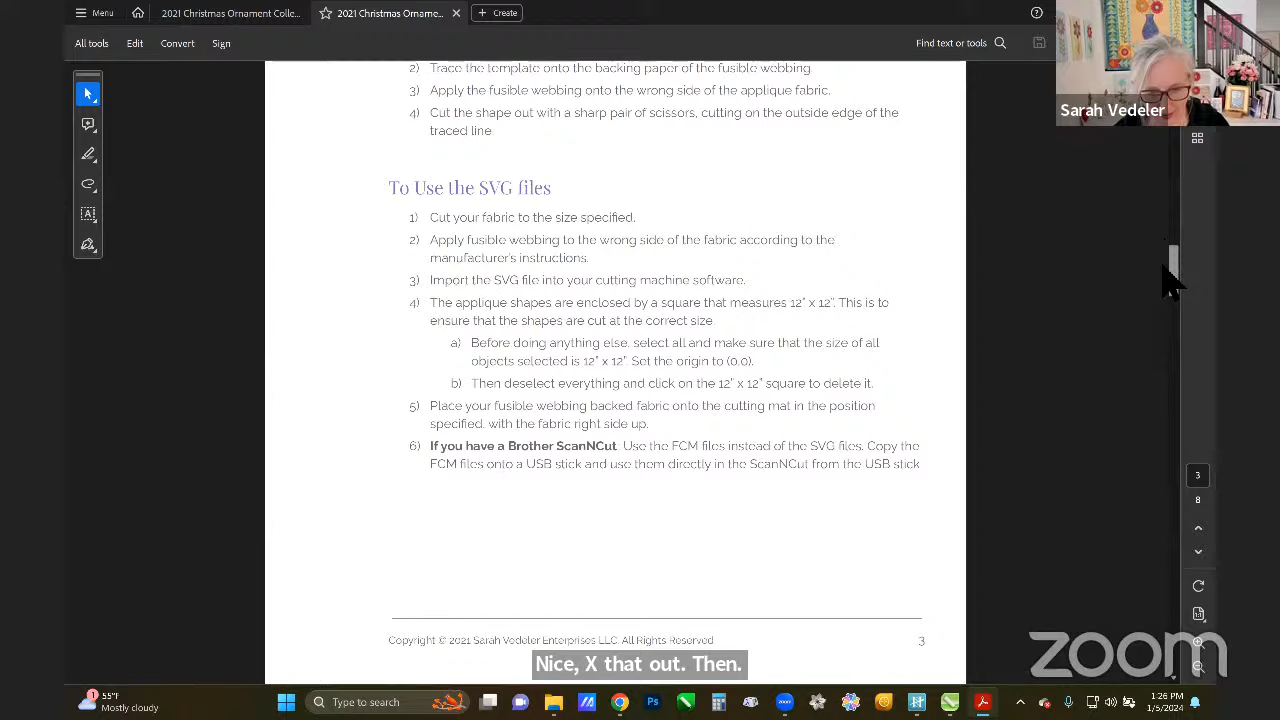 Menu
2021 Christmas Ornament Colle...
2021 Christmas Orname...
Create
All tools
Edit
Convert
Sign
Find text or tools
Sarah Vedeler
2) Trace the template onto the backing paper of the fusible webbing.
3) Apply the fusible webbing onto the wrong side of the applique fabric.
4) Cut the shape out with a sharp pair of scissors, cutting on the outside edge of the
traced line.
To Use the SVG files
1) Cut your fabric to the size specified.
2) Apply fusible webbing to the wrong side of the fabric according to the
manufacturer's instructions.
3) Import the SVG file into your cutting machine software.
4) The applique shapes are enclosed by a square that measures 12" x 12". This is to
ensure that the shapes are cut at the correct size.
a) Before doing anything else, select all and make sure that the size of all
objects selected is 12" x 12". Set the origin to (0,0).
b) Then deselect everything and click on the 12" x 12" square to delete it.
5) Place your fusible webbing backed fabric onto the cutting mat in the position
specified, with the fabric right side up.
6) If you have a Brother ScanNCut: Use the FCM files instead of the SVG files. Copy the
FCM files onto a USB stick and use them directly in the ScanNCut from the USB stick
3
8
Copyright © 2021 Sarah Vedeler Enterprises LLC. All Rights Reserved.
3
Nice, X that out. Then.
zoom
1
55°F
Mostly cloudy
Type to search
Ps
zoom
1:26 PM
1/5/2024